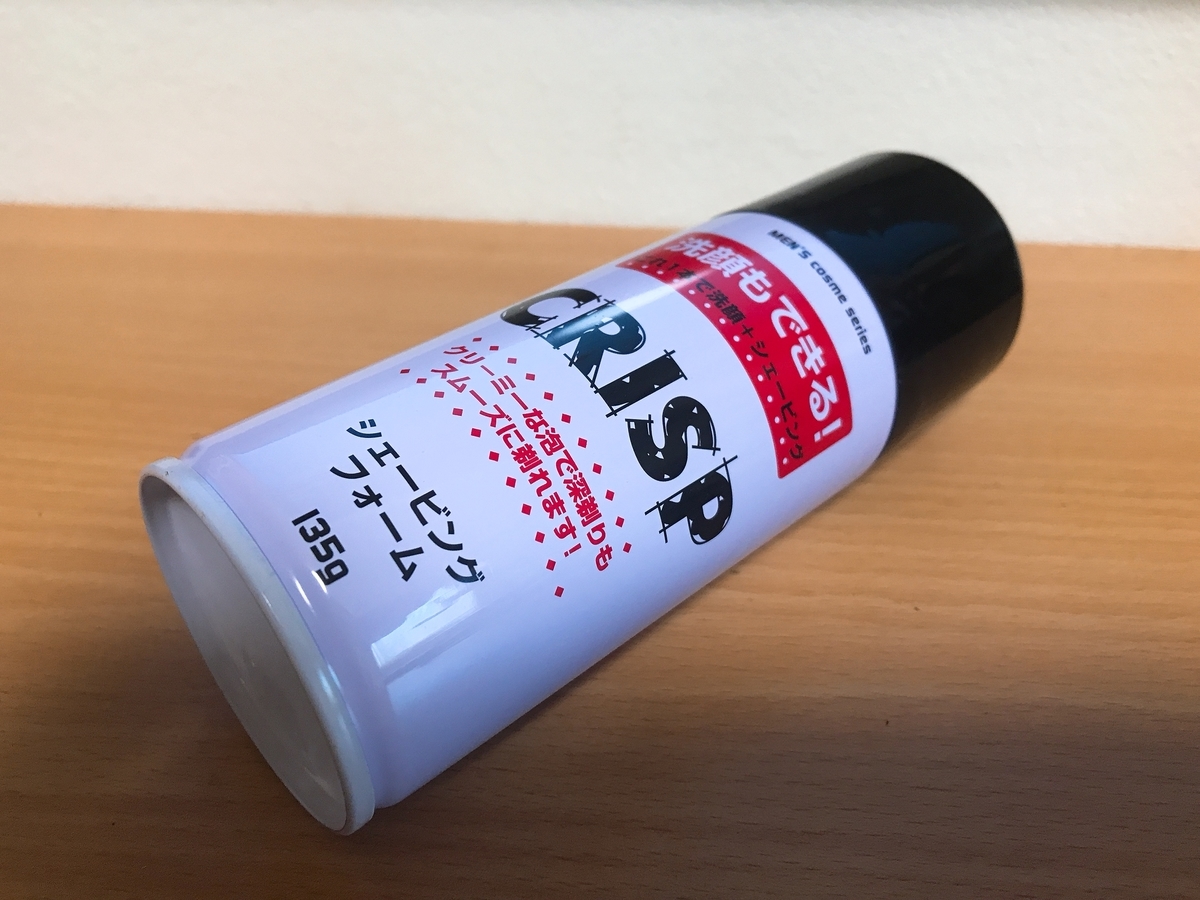 MEN'S cosme series
洗顔もできる!
これ1本で洗顔+シェービング
CRISP
クリーミーな泡で深剃りも
スムーズに剃れます!
シェービング
フォーム
135g